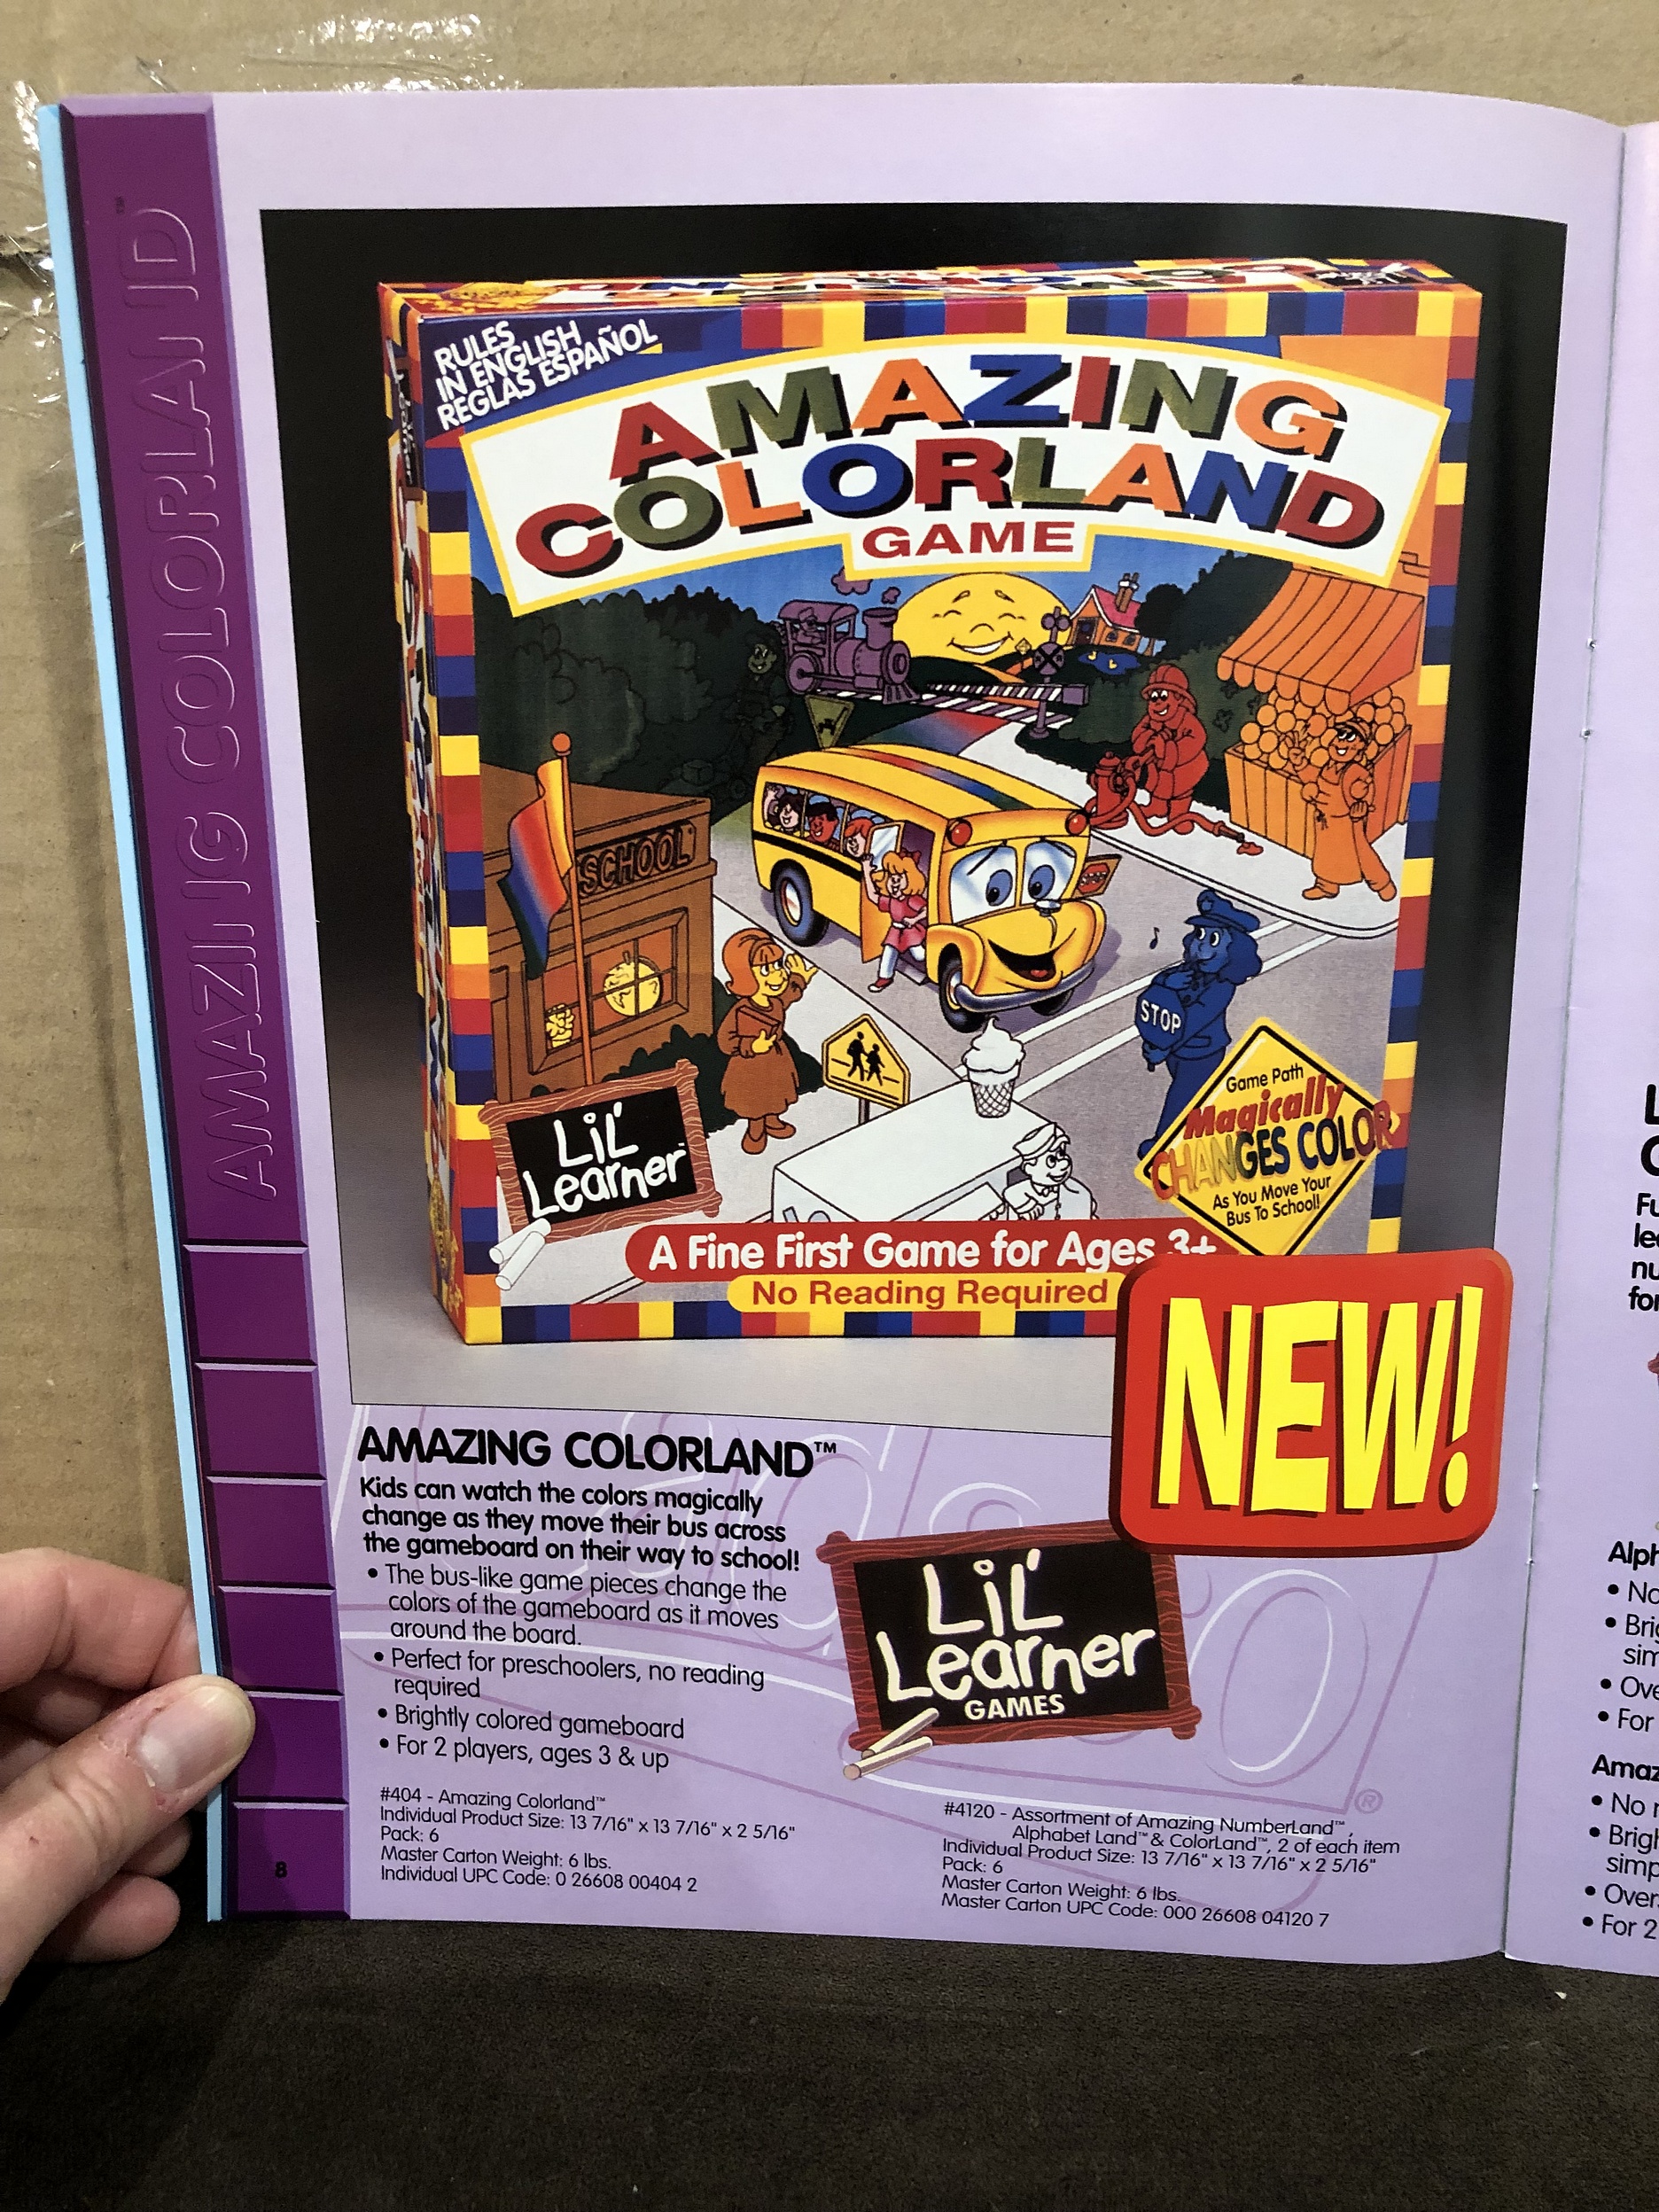 AMAZING COLORLAND™
RULES
IN ENGLISH
REGLAS ESPAÑOL
AMAZING
COLORLAND
GAME
SCHOOL
STOP
Lil'
Learner™
Game Path
Magically
CHANGES COLOR
As You Move Your
Bus To School!
A Fine First Game for Ages 3+
No Reading Required
NEW!
AMAZING COLORLAND™
Kids can watch the colors magically
change as they move their bus across
the gameboard on their way to school!
• The bus-like game pieces change the
colors of the gameboard as it moves
around the board.
• Perfect for preschoolers, no reading
required
• Brightly colored gameboard
• For 2 players, ages 3 & up
Lil'
Learner
GAMES
#404 - Amazing Colorland™
Individual Product Size: 13 7/16" x 13 7/16" x 2 5/16"
Pack: 6
Master Carton Weight: 6 lbs.
Individual UPC Code: 0 26608 00404 2
®
#4120 - Assortment of Amazing NumberLand™,
Alphabet Land™ & ColorLand™, 2 of each item
Individual Product Size: 13 7/16" x 13 7/16" x 2 5/16"
Pack: 6
Master Carton Weight: 6 lbs.
Master Carton UPC Code: 000 26608 04120 7
8
• For
• No
• For 2